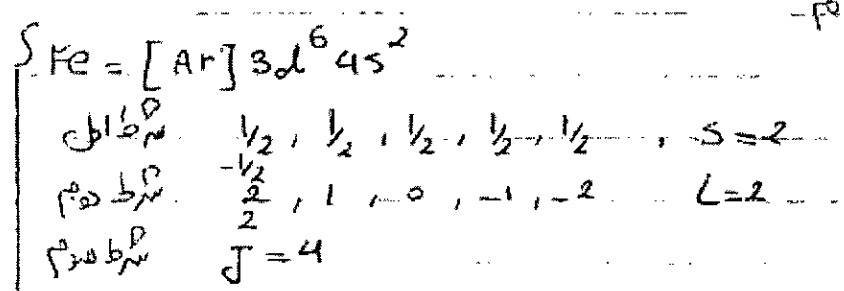 -۴۵
Fe = [Ar] 3d⁶ 4s²
شرط اول 1/2 , 1/2 , 1/2 , 1/2 , 1/2 , S = 2
-1/2
شرط دوم 2 , 1 , 0 , -1 , -2 L = 2
2
شرط سوم J = 4